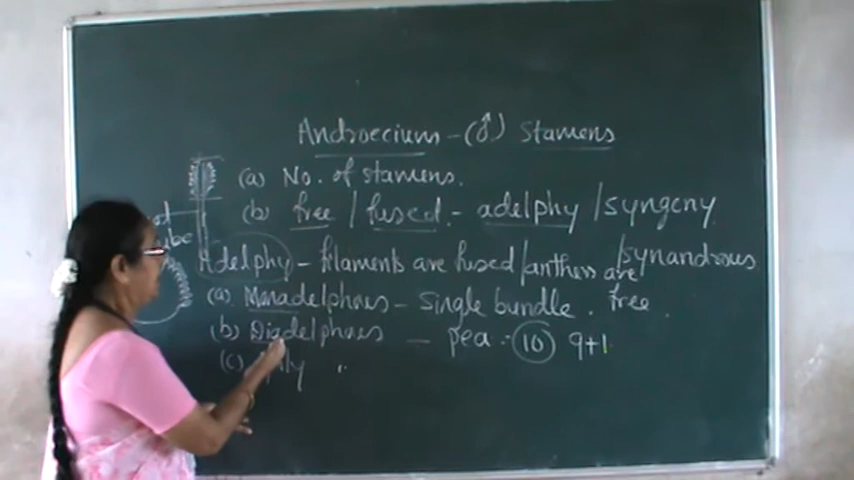 Androecium - (♂) Stamens
(a) No. of stamens.
(b) free / fused - adelphy / syngeny
/synandrous
Adelphy - filaments are fused/anthers are free.
(a) Monadelphous - single bundle.
(b) Diadelphous - pea - 10 9+1
(c) Poly "